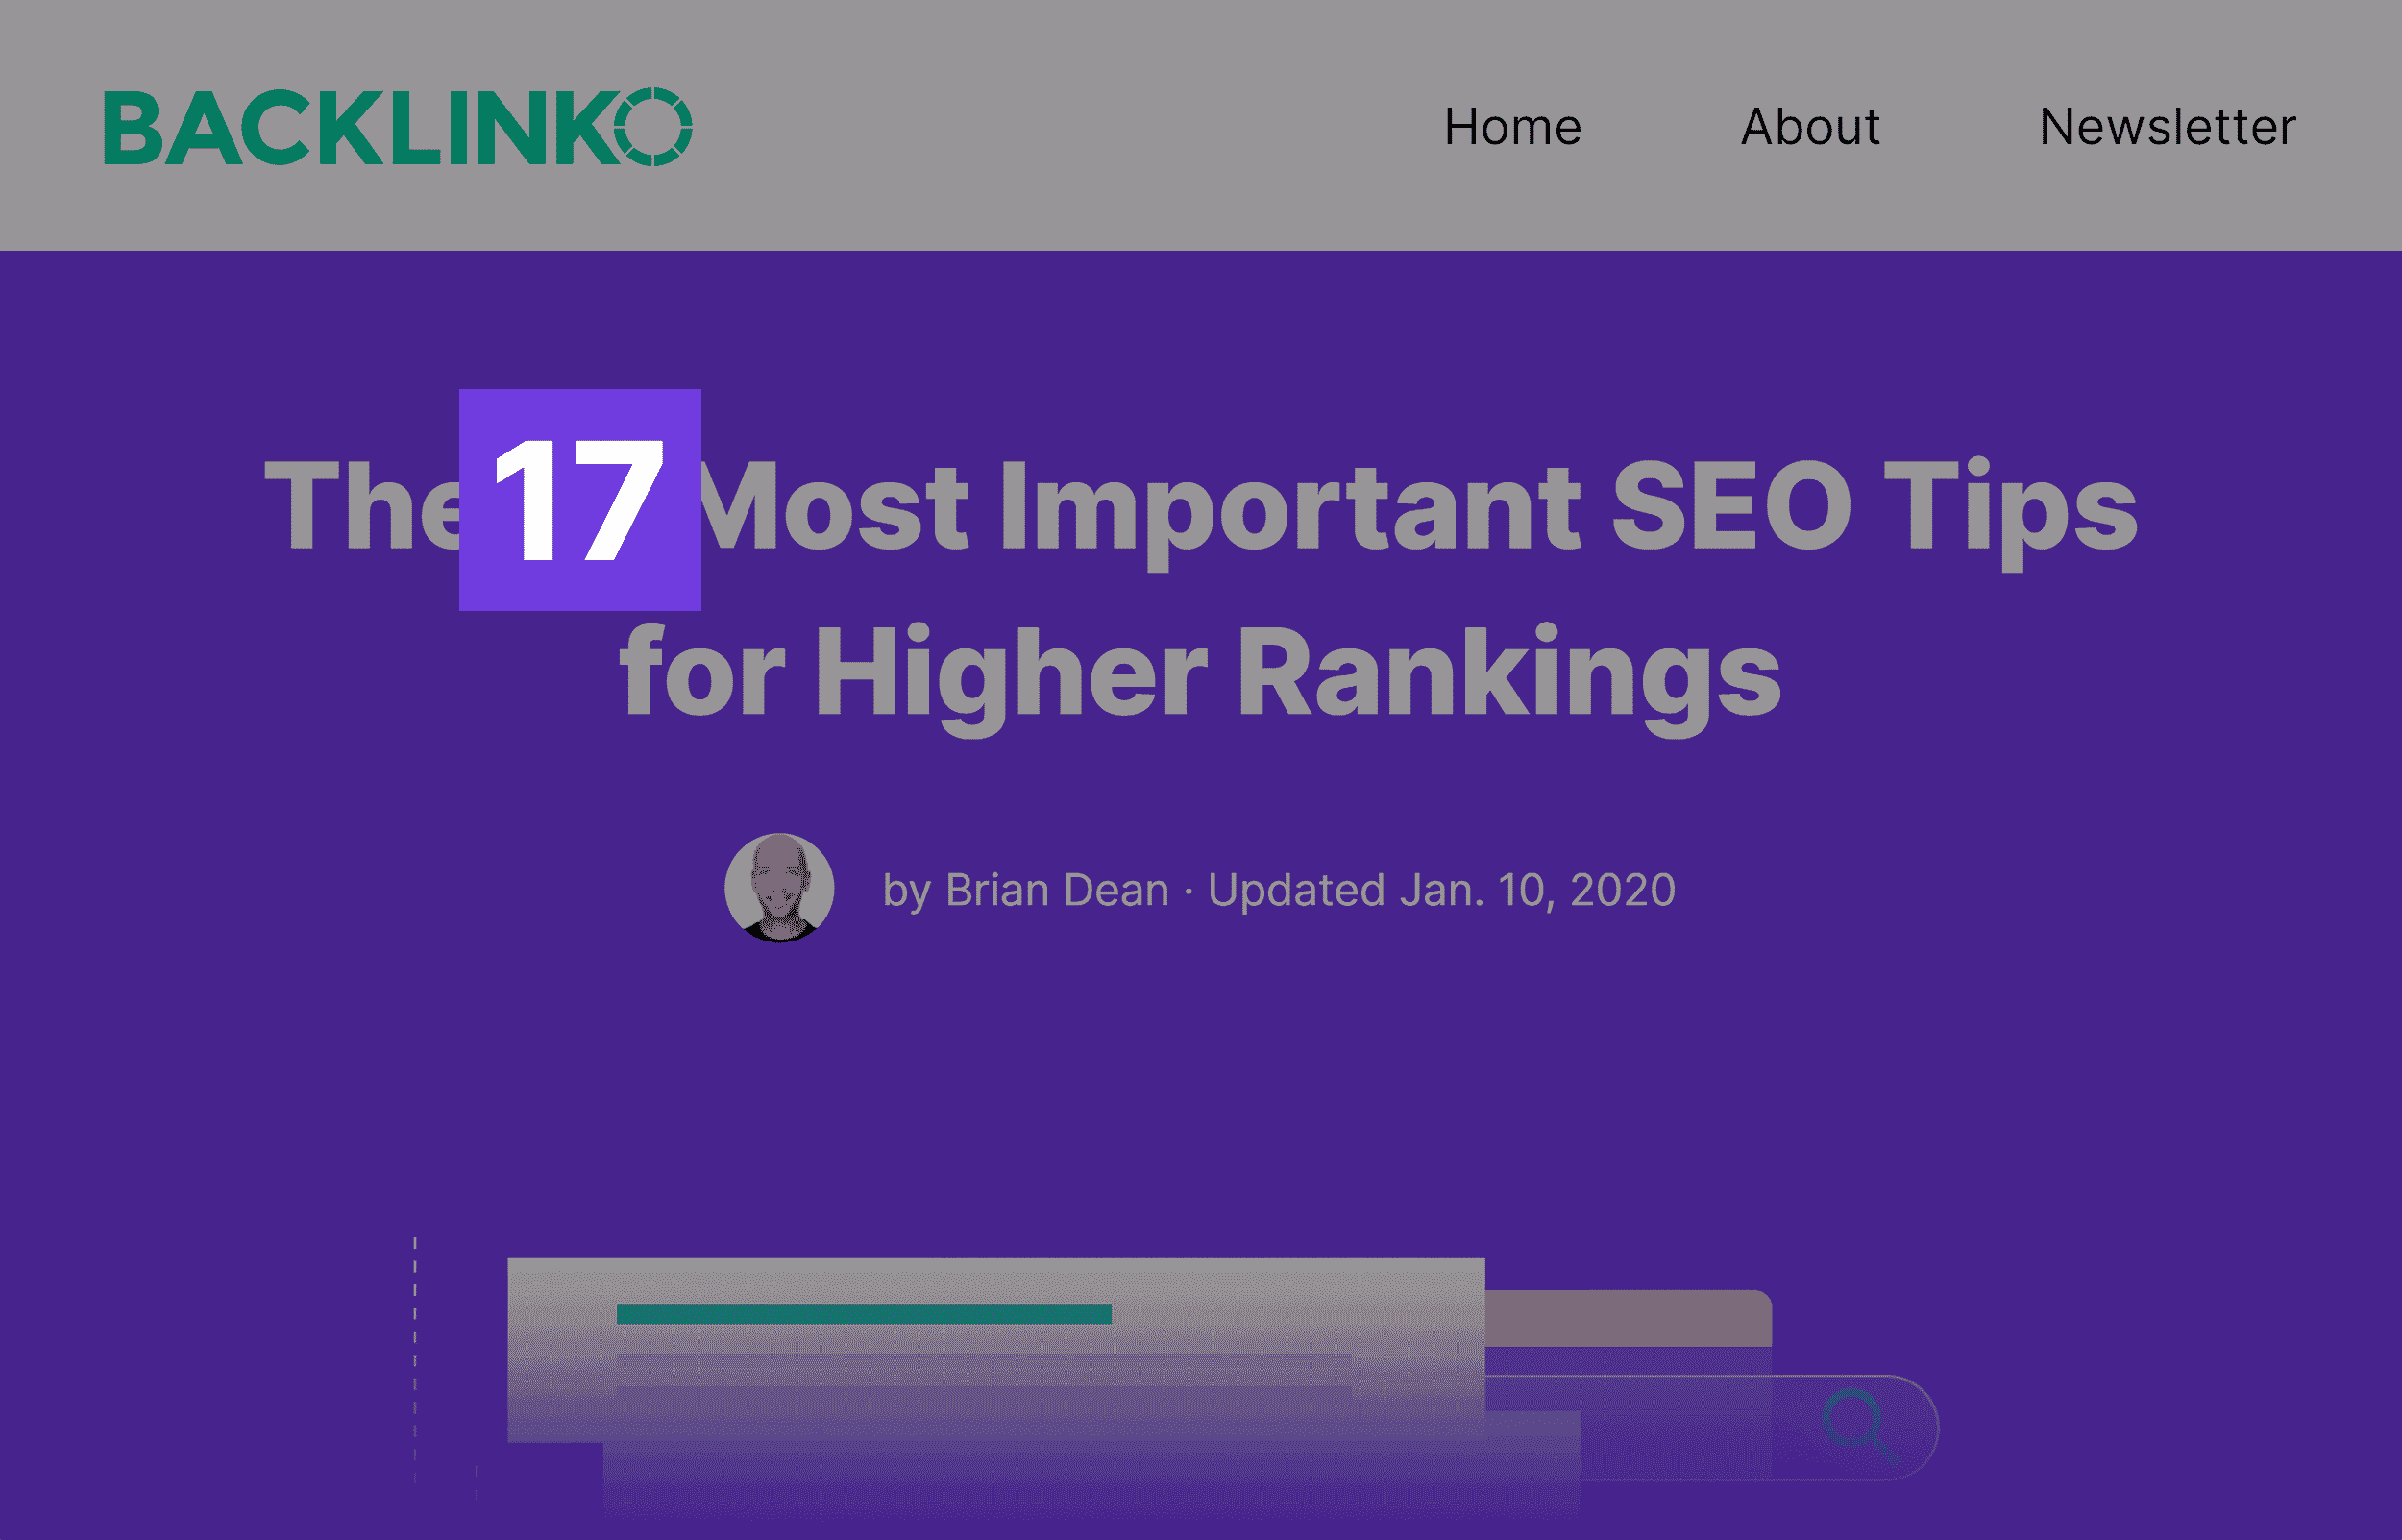 BACKLINKO
Home About Newsletter
The 17 Most Important SEO Tips
for Higher Rankings
by Brian Dean · Updated Jan. 10, 2020